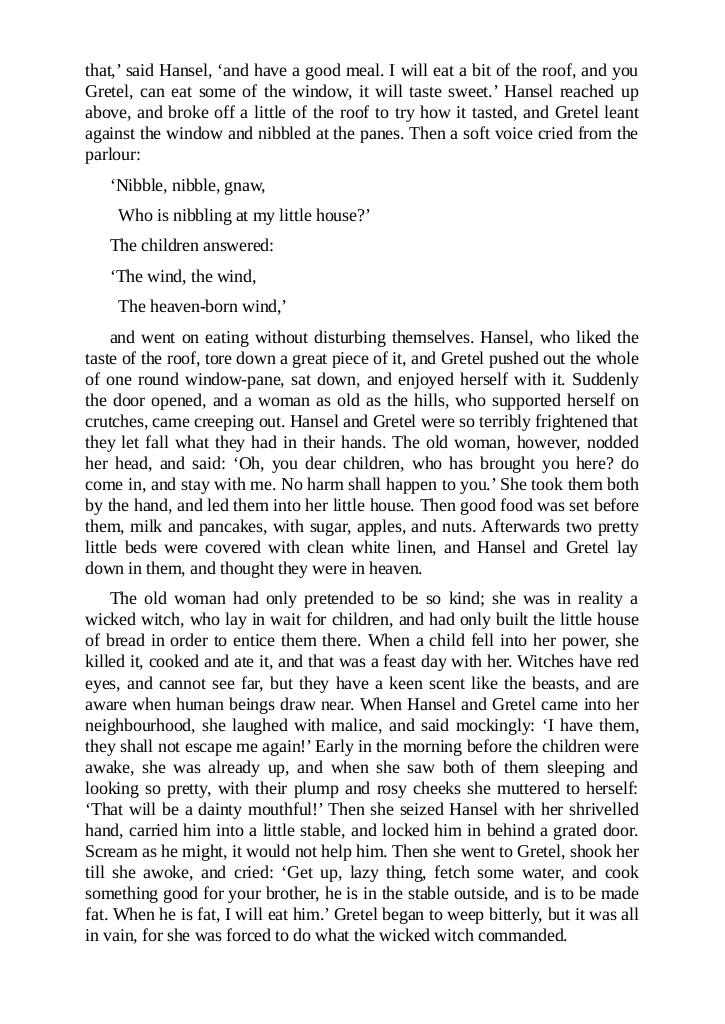 that,’ said Hansel, ‘and have a good meal. I will eat a bit of the roof, and you
Gretel, can eat some of the window, it will taste sweet.’ Hansel reached up
above, and broke off a little of the roof to try how it tasted, and Gretel leant
against the window and nibbled at the panes. Then a soft voice cried from the
parlour:
‘Nibble, nibble, gnaw,
Who is nibbling at my little house?’
The children answered:
‘The wind, the wind,
The heaven-born wind,’
and went on eating without disturbing themselves. Hansel, who liked the
taste of the roof, tore down a great piece of it, and Gretel pushed out the whole
of one round window-pane, sat down, and enjoyed herself with it. Suddenly
the door opened, and a woman as old as the hills, who supported herself on
crutches, came creeping out. Hansel and Gretel were so terribly frightened that
they let fall what they had in their hands. The old woman, however, nodded
her head, and said: ‘Oh, you dear children, who has brought you here? do
come in, and stay with me. No harm shall happen to you.’ She took them both
by the hand, and led them into her little house. Then good food was set before
them, milk and pancakes, with sugar, apples, and nuts. Afterwards two pretty
little beds were covered with clean white linen, and Hansel and Gretel lay
down in them, and thought they were in heaven.
The old woman had only pretended to be so kind; she was in reality a
wicked witch, who lay in wait for children, and had only built the little house
of bread in order to entice them there. When a child fell into her power, she
killed it, cooked and ate it, and that was a feast day with her. Witches have red
eyes, and cannot see far, but they have a keen scent like the beasts, and are
aware when human beings draw near. When Hansel and Gretel came into her
neighbourhood, she laughed with malice, and said mockingly: ‘I have them,
they shall not escape me again!’ Early in the morning before the children were
awake, she was already up, and when she saw both of them sleeping and
looking so pretty, with their plump and rosy cheeks she muttered to herself:
‘That will be a dainty mouthful!’ Then she seized Hansel with her shrivelled
hand, carried him into a little stable, and locked him in behind a grated door.
Scream as he might, it would not help him. Then she went to Gretel, shook her
till she awoke, and cried: ‘Get up, lazy thing, fetch some water, and cook
something good for your brother, he is in the stable outside, and is to be made
fat. When he is fat, I will eat him.’ Gretel began to weep bitterly, but it was all
in vain, for she was forced to do what the wicked witch commanded.